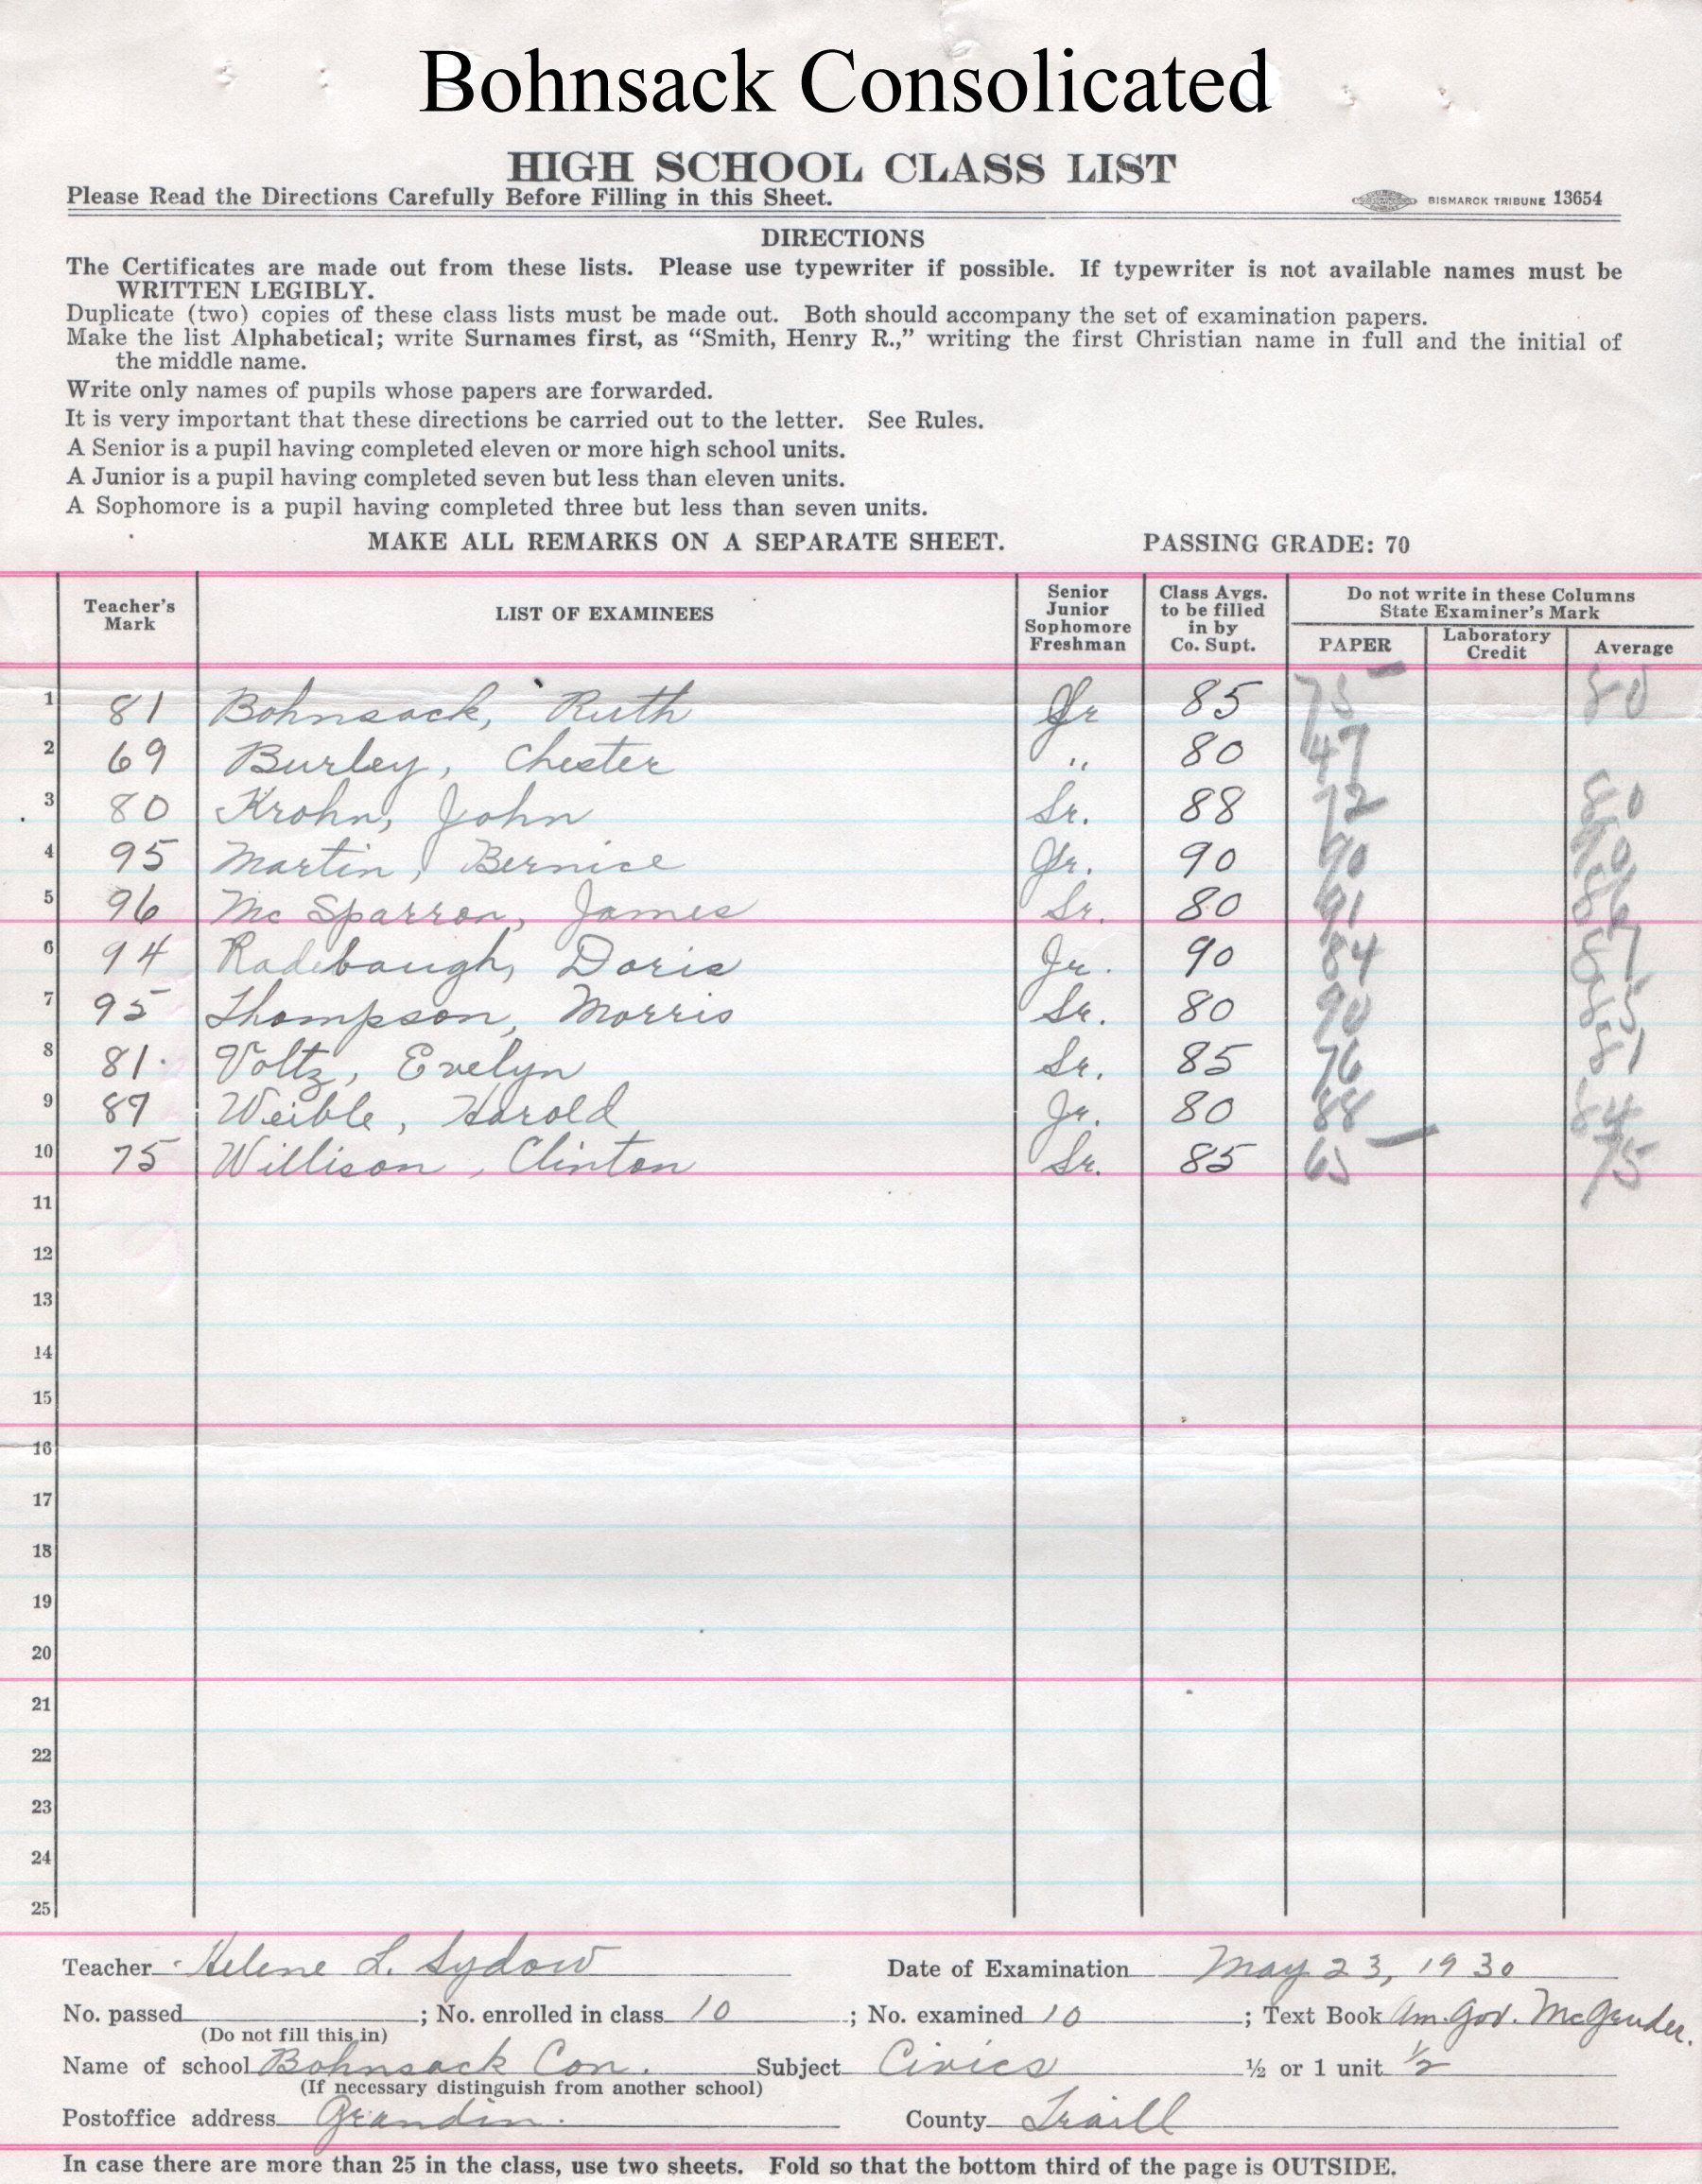 Bohnsack Consolicated
HIGH SCHOOL CLASS LIST
Please Read the Directions Carefully Before Filling in this Sheet. BISMARCK TRIBUNE 13654
DIRECTIONS
The Certificates are made out from these lists. Please use typewriter if possible. If typewriter is not available names must be
WRITTEN LEGIBLY.
Duplicate (two) copies of these class lists must be made out. Both should accompany the set of examination papers.
Make the list Alphabetical; write Surnames first, as “Smith, Henry R.,” writing the first Christian name in full and the initial of
the middle name.
Write only names of pupils whose papers are forwarded.
It is very important that these directions be carried out to the letter. See Rules.
A Senior is a pupil having completed eleven or more high school units.
A Junior is a pupil having completed seven but less than eleven units.
A Sophomore is a pupil having completed three but less than seven units.
MAKE ALL REMARKS ON A SEPARATE SHEET. PASSING GRADE: 70
Teacher's Mark LIST OF EXAMINEES Senior Junior Sophomore Freshman Class Avgs. to be filled in by Co. Supt. Do not write in these Columns State Examiner's Mark PAPER Laboratory Credit Average
1 81 Bohnsack, Ruth Jr 85 75 80
2 69 Burley, Chester " 80 47
3 80 Krohn, John Sr. 88 72 80
4 95 Martin, Bernice Jr. 90 90 90
5 96 Mc Sparron, James Sr. 80 91 86
6 94 Radebaugh, Doris Jr. 90 84 87
7 95 Thompson, Morris Sr. 80 90 85
8 81 Voltz, Evelyn Sr. 85 76 81
9 87 Weible, Harold Jr. 80 88 84
10 75 Willison, Clinton Sr. 85 65 75
11
12
13
14
15
16
17
18
19
20
21
22
23
24
25
Teacher Helene L. Sydow Date of Examination May 23, 1930
No. passed ; No. enrolled in class 10 ; No. examined 10 ; Text Book Am. Gov. McGruder.
(Do not fill this in)
Name of school Bohnsack Con. Subject Civics ½ or 1 unit ½
(If necessary distinguish from another school)
Postoffice address Grandin. County Traill
In case there are more than 25 in the class, use two sheets. Fold so that the bottom third of the page is OUTSIDE.